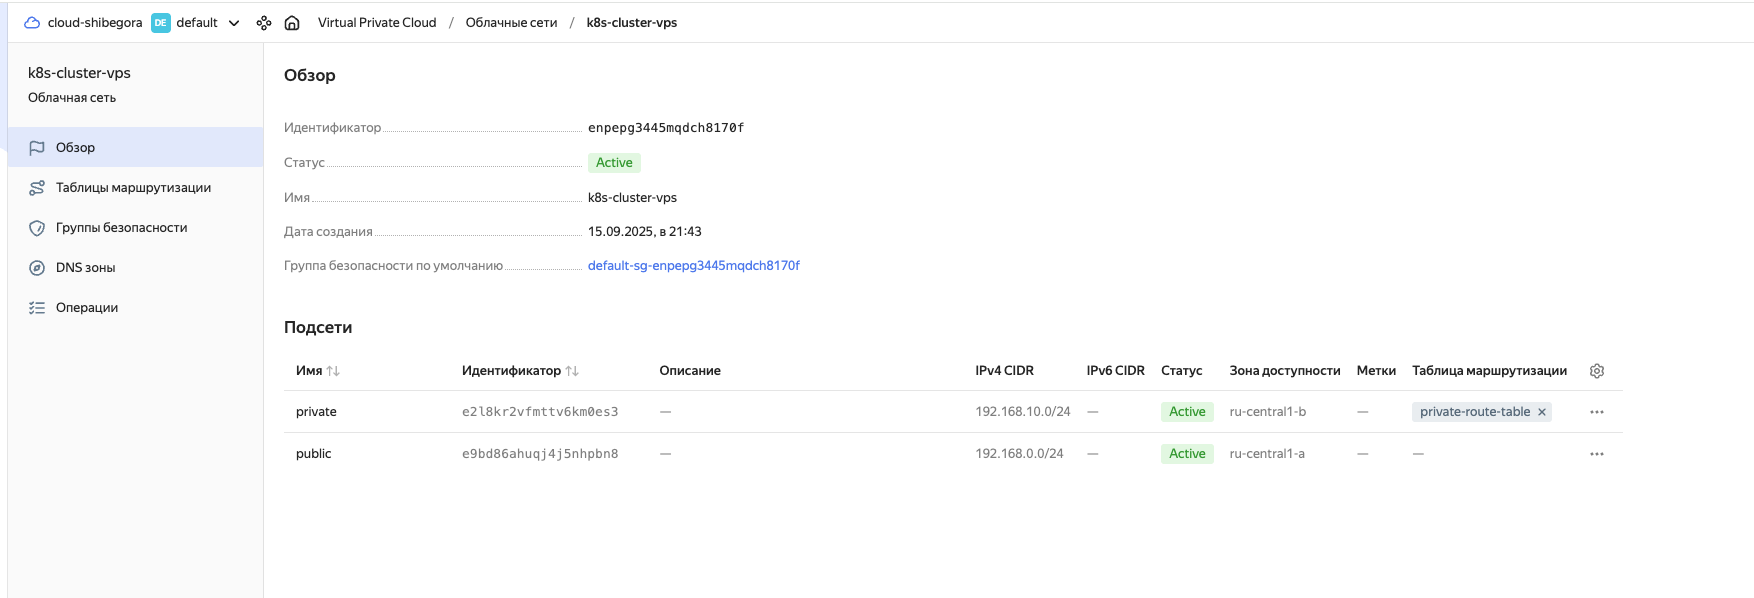 cloud-shibegora DE default Virtual Private Cloud / Облачные сети / k8s-cluster-vps
k8s-cluster-vps
Облачная сеть
Обзор
Таблицы маршрутизации
Группы безопасности
DNS зоны
Операции
Обзор
Идентификатор enpepg3445mqdch8170f
Статус Active
Имя k8s-cluster-vps
Дата создания 15.09.2025, в 21:43
Группа безопасности по умолчанию default-sg-enpepg3445mqdch8170f
Подсети
Имя Идентификатор Описание IPv4 CIDR IPv6 CIDR Статус Зона доступности Метки Таблица маршрутизации
private e2l8kr2vfmttv6km0es3 — 192.168.10.0/24 — Active ru-central1-b — private-route-table ×
public e9bd86ahuqj4j5nhpbn8 — 192.168.0.0/24 — Active ru-central1-a — —